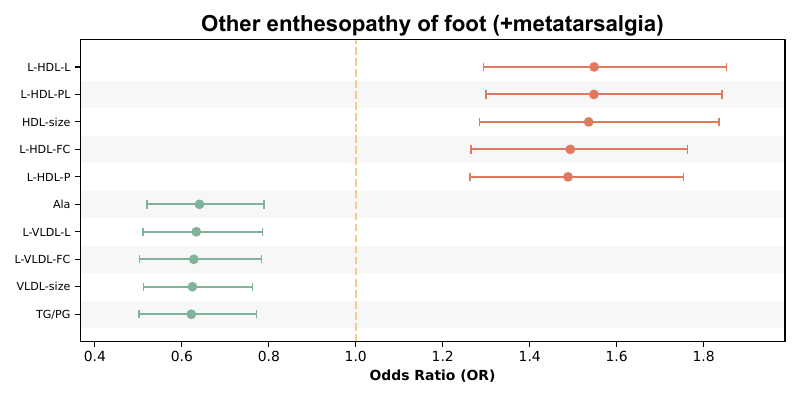 Other enthesopathy of foot (+metatarsalgia)
L-HDL-L
L-HDL-PL
HDL-size
L-HDL-FC
L-HDL-P
Ala
L-VLDL-L
L-VLDL-FC
VLDL-size
TG/PG
0.4 0.6 0.8 1.0 1.2 1.4 1.6 1.8
Odds Ratio (OR)